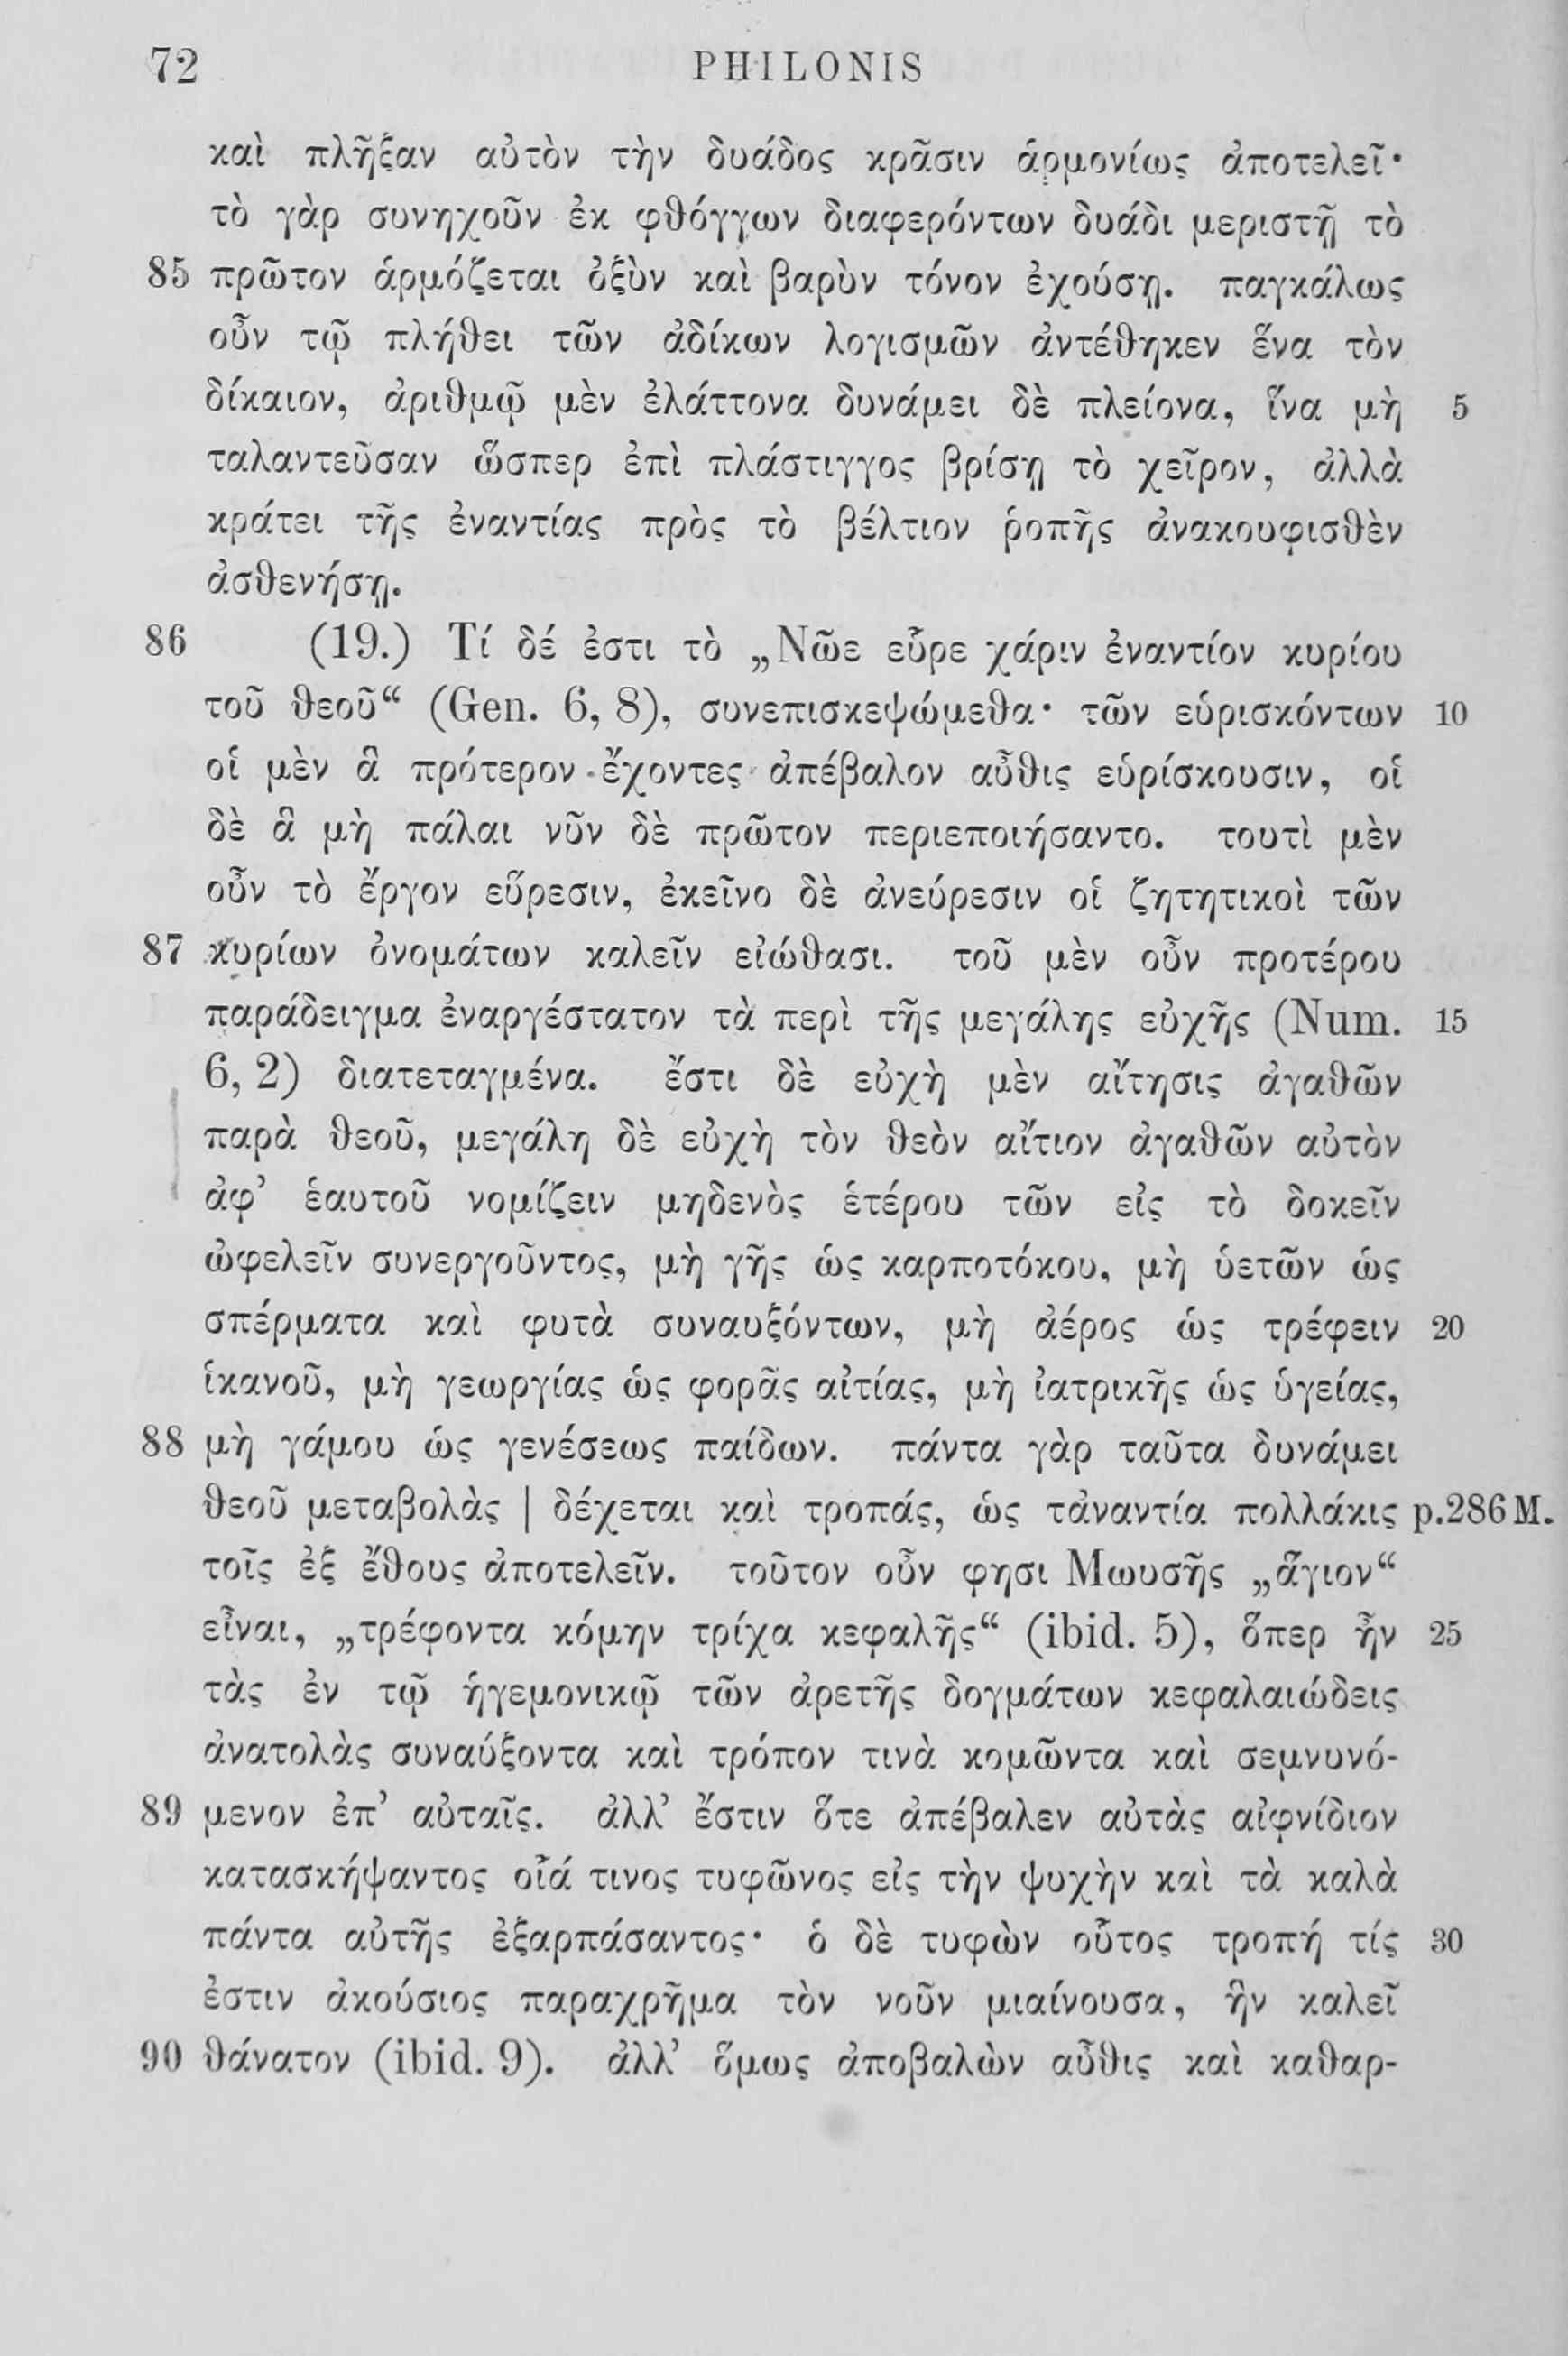 72 PHILONIS
καὶ πλῆξαν αὐτὸν τὴν δυάδος κρᾶσιν ἁρμονίως ἀποτελεῖ·
τὸ γὰρ συνηχοῦν ἐκ φθόγγων διαφερόντων δυάδι μεριστῇ τὸ
85 πρῶτον ἁρμόζεται ὀξὺν καὶ βαρὺν τόνον ἐχούσῃ. παγκάλως
οὖν τῷ πλήθει τῶν ἀδίκων λογισμῶν ἀντέθηκεν ἕνα τὸν
δίκαιον, ἀριθμῷ μὲν ἐλάττονα δυνάμει δὲ πλείονα, ἵνα μὴ 5
ταλαντεῦσαν ὥσπερ ἐπὶ πλάστιγγος βρίσῃ τὸ χεῖρον, ἀλλὰ
κράτει τῆς ἐναντίας πρὸς τὸ βέλτιον ῥοπῆς ἀνακουφισθὲν
ἀσθενήσῃ.
86 (19.) Τί δέ ἐστι τὸ „Νῶε εὗρε χάριν ἐναντίον κυρίου
τοῦ θεοῦ“ (Gen. 6, 8), συνεπισκεψώμεθα· τῶν εὑρισκόντων 10
οἱ μὲν ἃ πρότερον ἔχοντες ἀπέβαλον αὖθις εὑρίσκουσιν, οἱ
δὲ ἃ μὴ πάλαι νῦν δὲ πρῶτον περιεποιήσαντο. τουτὶ μὲν
οὖν τὸ ἔργον εὕρεσιν, ἐκεῖνο δὲ ἀνεύρεσιν οἱ ζητητικοὶ τῶν
87 κυρίων ὀνομάτων καλεῖν εἰώθασι. τοῦ μὲν οὖν προτέρου
παράδειγμα ἐναργέστατον τὰ περὶ τῆς μεγάλης εὐχῆς (Num. 15
6, 2) διατεταγμένα. ἔστι δὲ εὐχὴ μὲν αἴτησις ἀγαθῶν
παρὰ θεοῦ, μεγάλη δὲ εὐχὴ τὸν θεὸν αἴτιον ἀγαθῶν αὐτὸν
ἀφ’ ἑαυτοῦ νομίζειν μηδενὸς ἑτέρου τῶν εἰς τὸ δοκεῖν
ὠφελεῖν συνεργοῦντος, μὴ γῆς ὡς καρποτόκου, μὴ ὑετῶν ὡς
σπέρματα καὶ φυτὰ συναυξόντων, μὴ ἀέρος ὡς τρέφειν 20
ἱκανοῦ, μὴ γεωργίας ὡς φορᾶς αἰτίας, μὴ ἰατρικῆς ὡς ὑγείας,
88 μὴ γάμου ὡς γενέσεως παίδων. πάντα γὰρ ταῦτα δυνάμει
θεοῦ μεταβολὰς | δέχεται καὶ τροπάς, ὡς τἀναντία πολλάκις p.286 M.
τοῖς ἐξ ἔθους ἀποτελεῖν. τοῦτον οὖν φησι Μωυσῆς „ἅγιον“
εἶναι, „τρέφοντα κόμην τρίχα κεφαλῆς“ (ibid. 5), ὅπερ ἦν 25
τὰς ἐν τῷ ἡγεμονικῷ τῶν ἀρετῆς δογμάτων κεφαλαιώδεις
ἀνατολὰς συναύξοντα καὶ τρόπον τινὰ κομῶντα καὶ σεμνυνό-
89 μενον ἐπ’ αὐταῖς. ἀλλ’ ἔστιν ὅτε ἀπέβαλεν αὐτὰς αἰφνίδιον
κατασκήψαντος οἷά τινος τυφῶνος εἰς τὴν ψυχὴν καὶ τὰ καλὰ
πάντα αὐτῆς ἐξαρπάσαντος· ὁ δὲ τυφὼν οὗτος τροπή τίς 30
ἐστιν ἀκούσιος παραχρῆμα τὸν νοῦν μιαίνουσα, ἣν καλεῖ
90 θάνατον (ibid. 9). ἀλλ’ ὅμως ἀποβαλὼν αὖθις καὶ καθαρ-